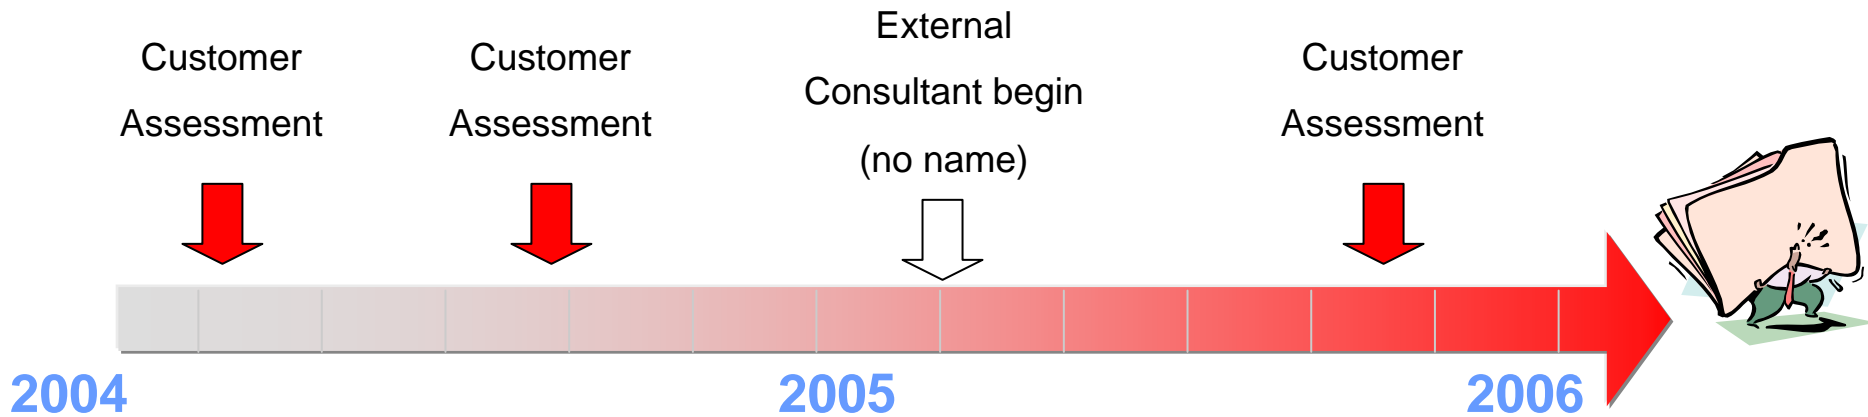 Customer
Assessment
Customer
Assessment
External
Consultant begin
(no name)
Customer
Assessment
2004
2005
2006